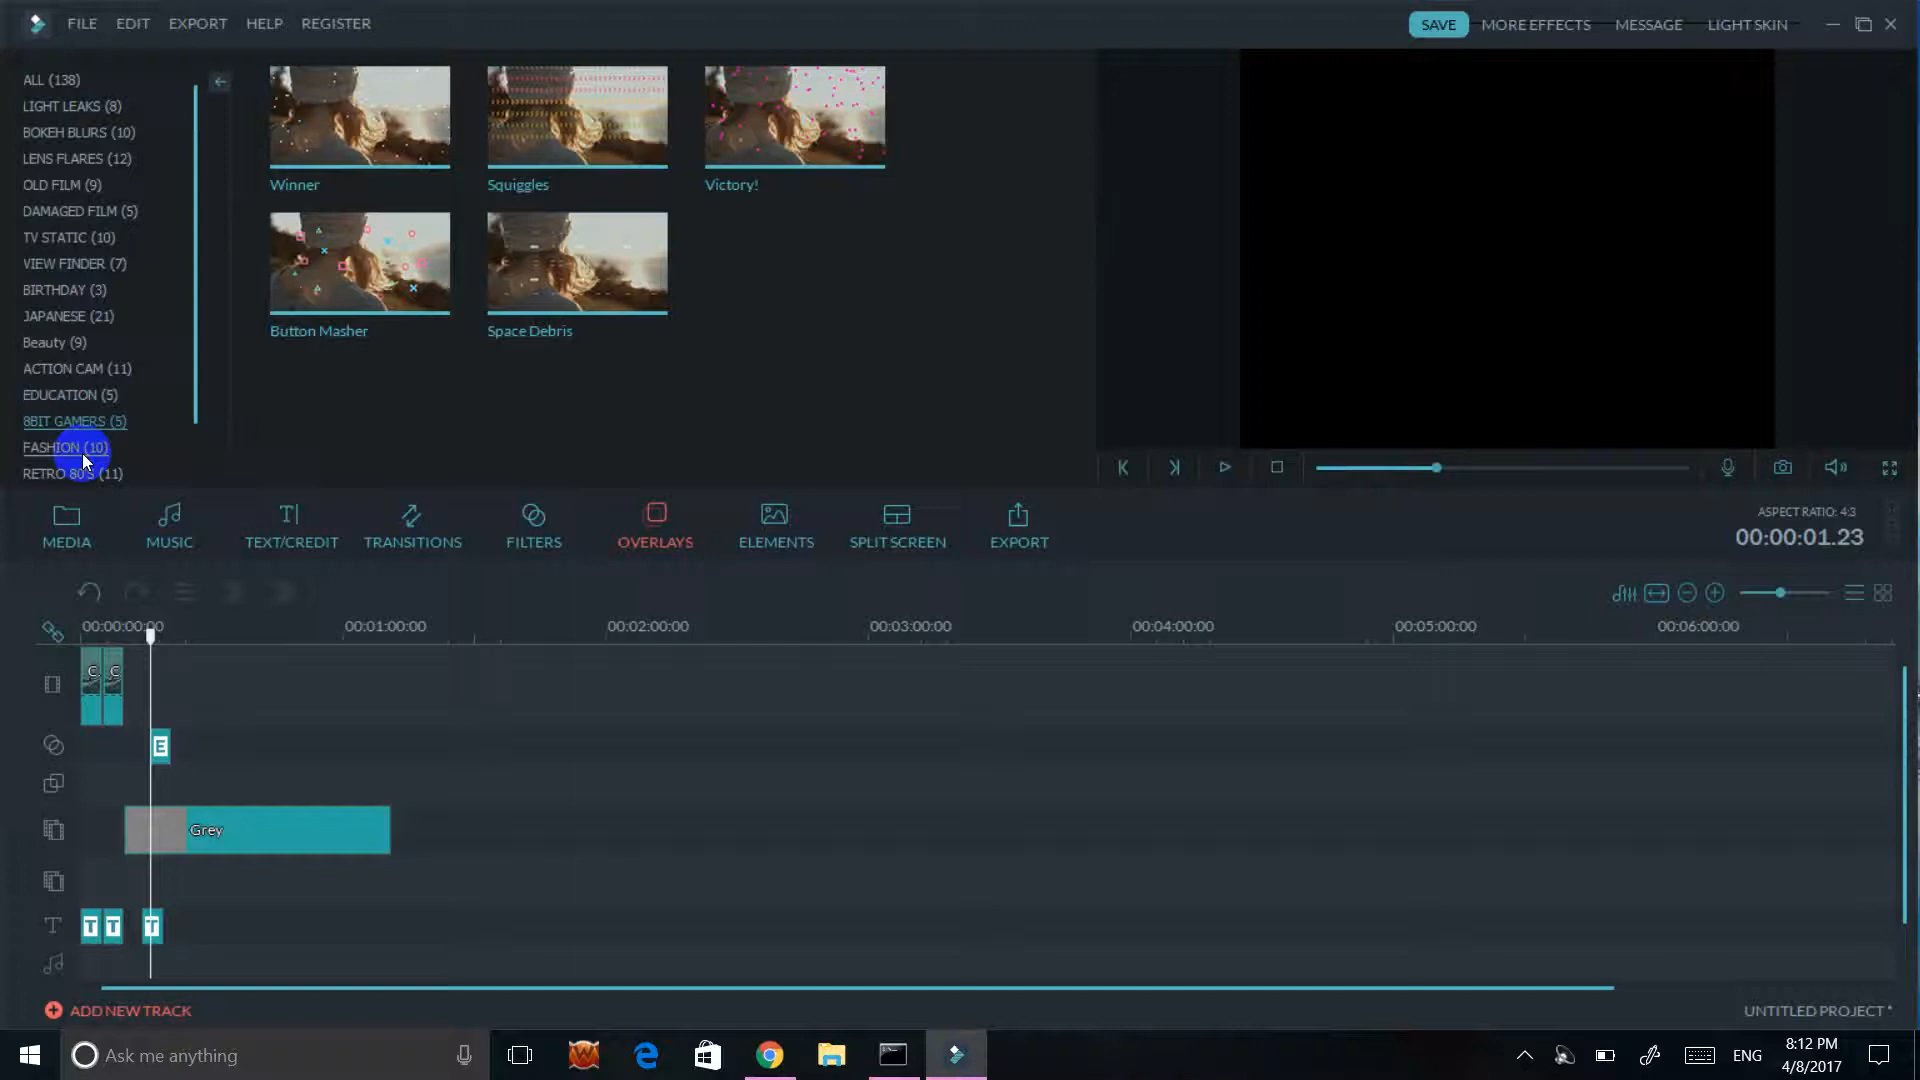 FILE EDIT EXPORT HELP REGISTER SAVE MORE EFFECTS MESSAGE LIGHT SKIN
ALL (138)
LIGHT LEAKS (8)
BOKEH BLURS (10)
LENS FLARES (12)
OLD FILM (9)
DAMAGED FILM (5)
TV STATIC (10)
VIEW FINDER (7)
BIRTHDAY (3)
JAPANESE (21)
Beauty (9)
ACTION CAM (11)
EDUCATION (5)
8BIT GAMERS (5)
FASHION (10)
RETRO 80'S (11)
Winner Squiggles Victory!
Button Masher Space Debris
MEDIA MUSIC TEXT/CREDIT TRANSITIONS FILTERS OVERLAYS ELEMENTS SPLIT SCREEN EXPORT
ASPECT RATIO: 4:3
00:00:01.23
00:00:00:00 00:01:00:00 00:02:00:00 00:03:00:00 00:04:00:00 00:05:00:00 00:06:00:00
C C
E
Grey
T T T
ADD NEW TRACK UNTITLED PROJECT *
Ask me anything
ENG
8:12 PM
4/8/2017